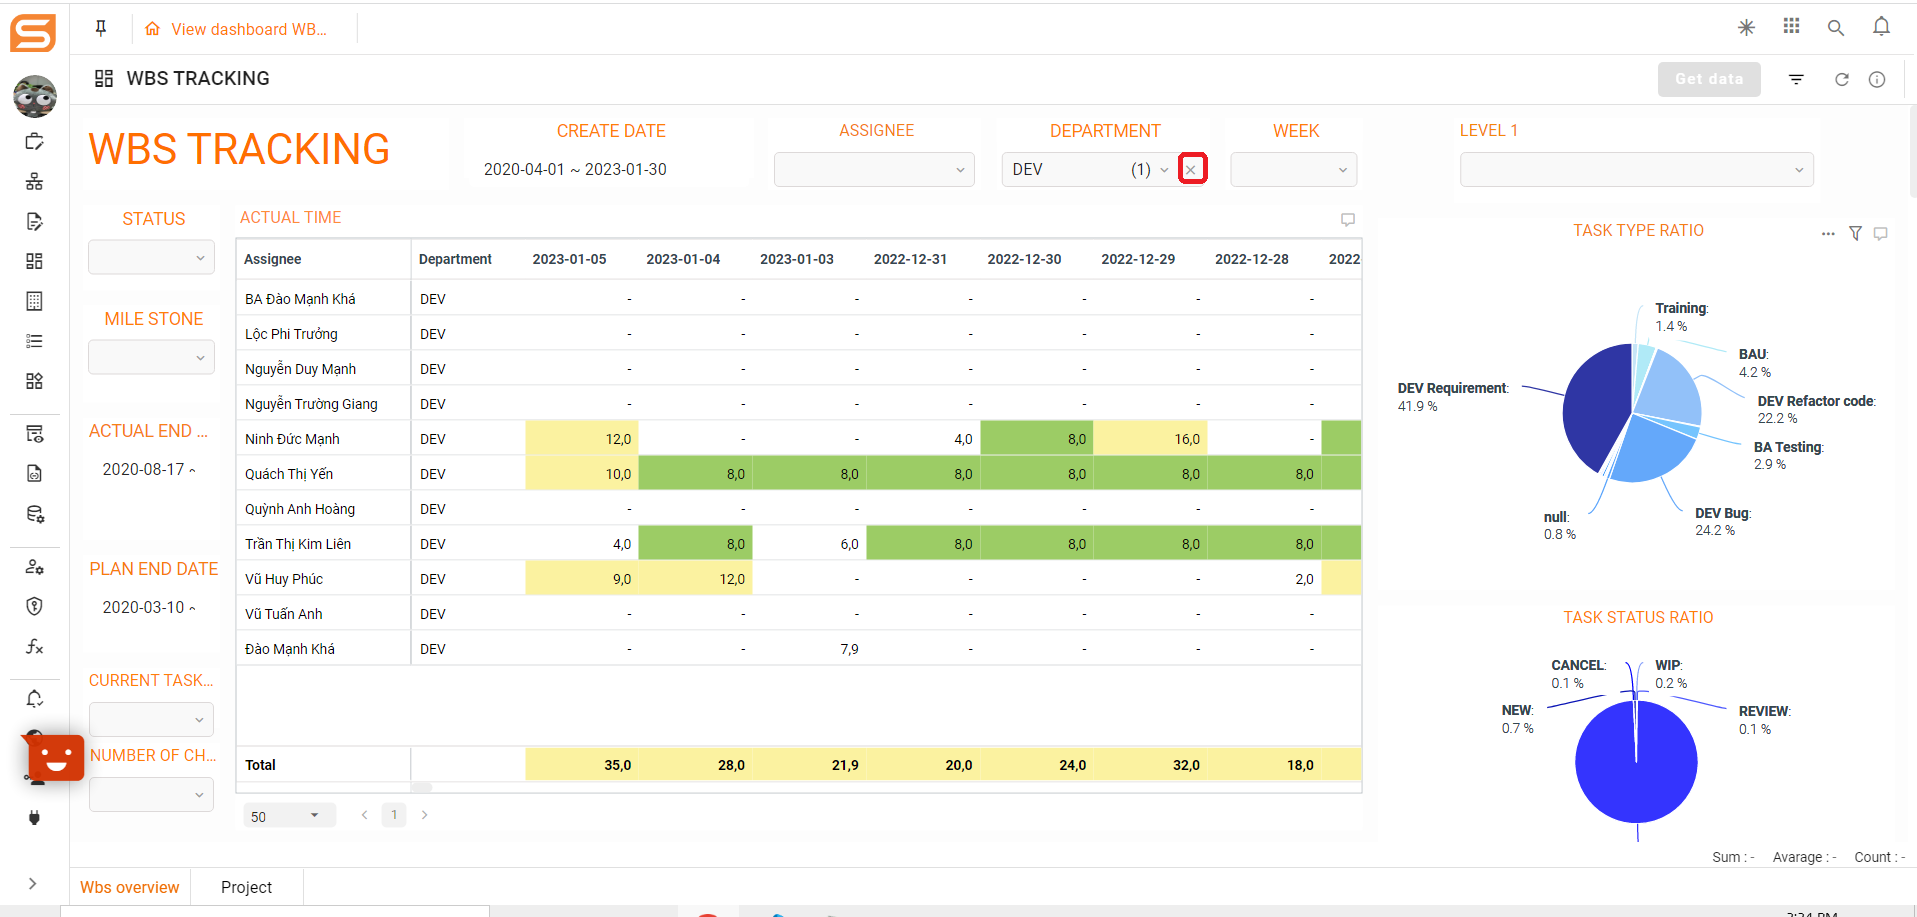 View dashboard WB...
WBS TRACKING
Get data
WBS TRACKING
CREATE DATE
2020-04-01 ~ 2023-01-30
ASSIGNEE
DEPARTMENT
DEV (1)
WEEK
LEVEL 1
STATUS
MILE STONE
ACTUAL END ...
2020-08-17 ~
PLAN END DATE
2020-03-10 ~
CURRENT TASK...
NUMBER OF CH...
ACTUAL TIME
Assignee Department 2023-01-05 2023-01-04 2023-01-03 2022-12-31 2022-12-30 2022-12-29 2022-12-28 2022
BA Đào Mạnh Khá DEV - - - - - - -
Lộc Phi Trưởng DEV - - - - - - -
Nguyễn Duy Mạnh DEV - - - - - - -
Nguyễn Trường Giang DEV - - - - - - -
Ninh Đức Mạnh DEV 12,0 - - 4,0 8,0 16,0 -
Quách Thị Yến DEV 10,0 8,0 8,0 8,0 8,0 8,0 8,0
Quỳnh Anh Hoàng DEV - - - - - - -
Trần Thị Kim Liên DEV 4,0 8,0 6,0 8,0 8,0 8,0 8,0
Vũ Huy Phúc DEV 9,0 12,0 - - - - 2,0
Vũ Tuấn Anh DEV - - - - - - -
Đào Mạnh Khá DEV - - 7,9 - - - -
Total 35,0 28,0 21,9 20,0 24,0 32,0 18,0
50 1
TASK TYPE RATIO
Training:
1.4 %
BAU:
4.2 %
DEV Requirement:
41.9 %
DEV Refactor code:
22.2 %
BA Testing:
2.9 %
DEV Bug:
24.2 %
null:
0.8 %
TASK STATUS RATIO
CANCEL:
0.1 %
WIP:
0.2 %
NEW:
0.7 %
REVIEW:
0.1 %
Sum : - Avarage : - Count : -
Wbs overview Project